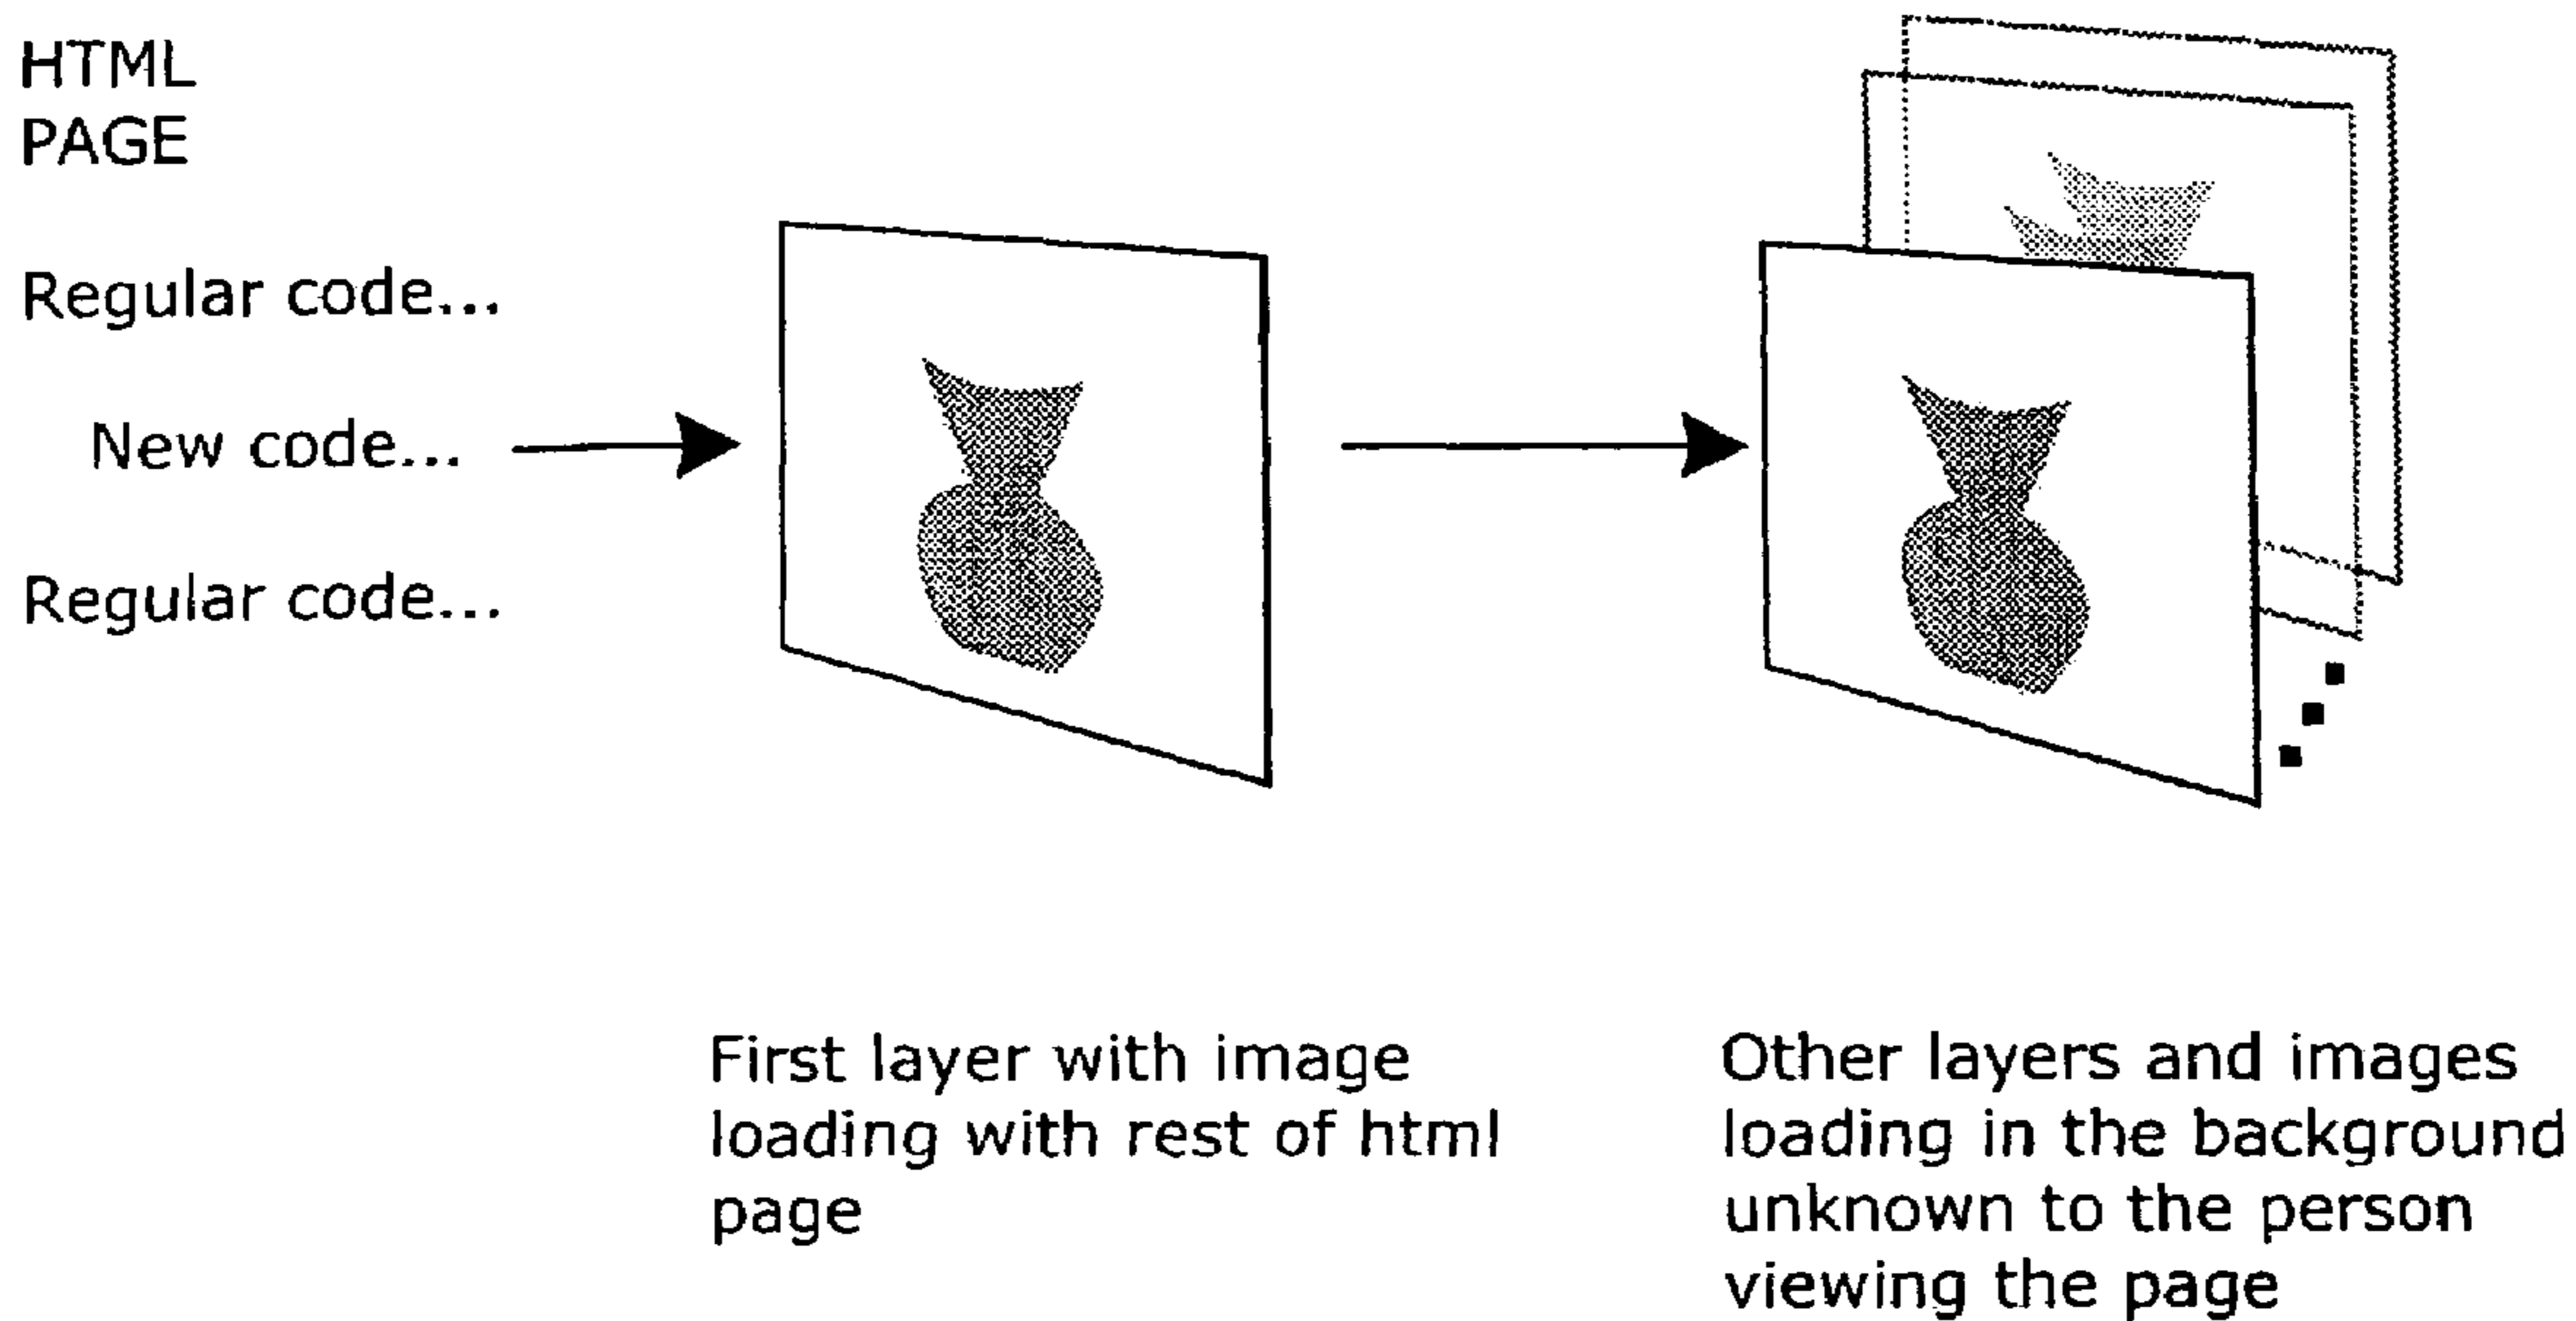 HTML
PAGE
Regular code...
New code...
Regular code...
First layer with image
loading with rest of html
page
Other layers and images
loading in the background
unknown to the person
viewing the page